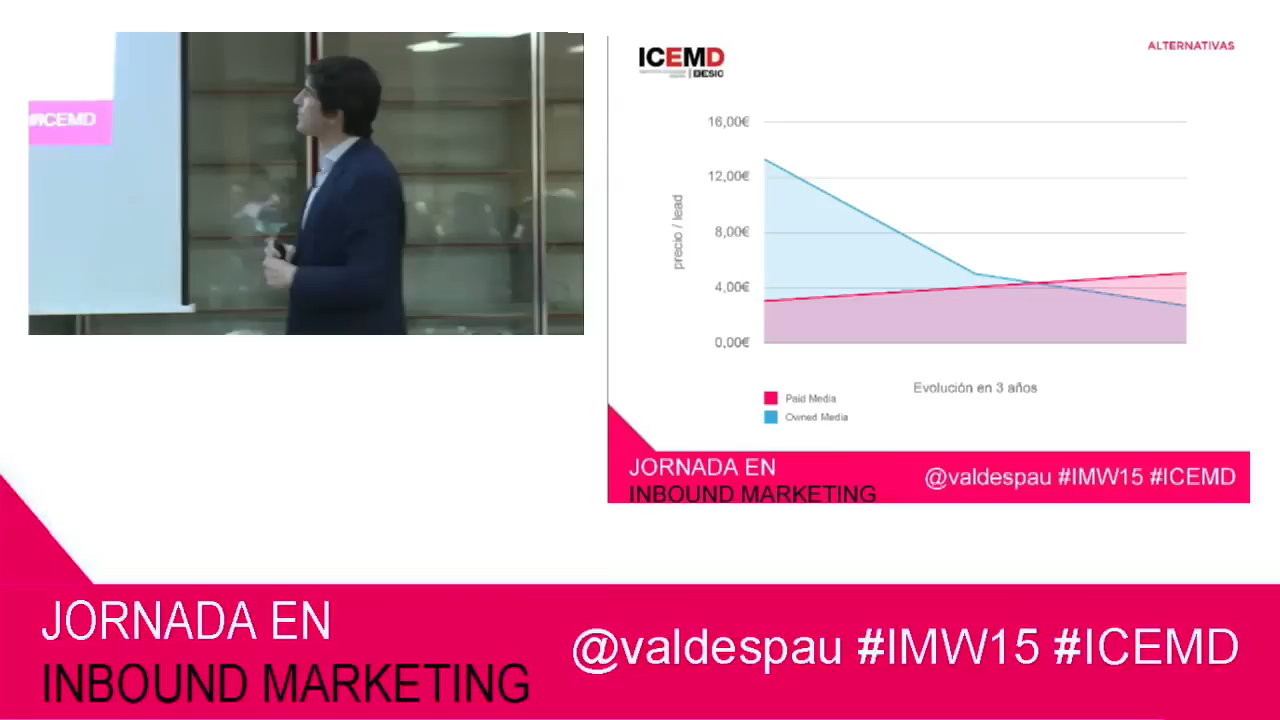 #ICEMD
ICEMD
ESIC
ALTERNATIVAS
16,00€
12,00€
8,00€
4,00€
0,00€
precio / lead
Evolución en 3 años
Paid Media
Owned Media
JORNADA EN
INBOUND MARKETING
@valdespau #IMW15 #ICEMD
JORNADA EN
INBOUND MARKETING
@valdespau #IMW15 #ICEMD